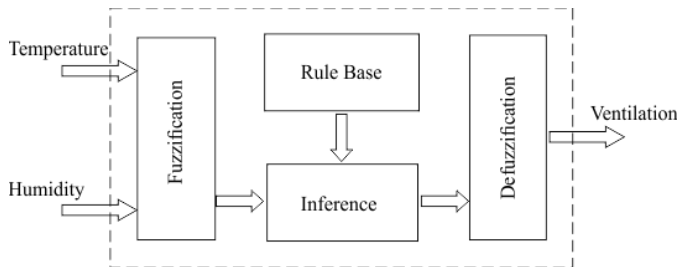 Temperature
Humidity
Fuzzification
Rule Base
Inference
Defuzzification
Ventilation